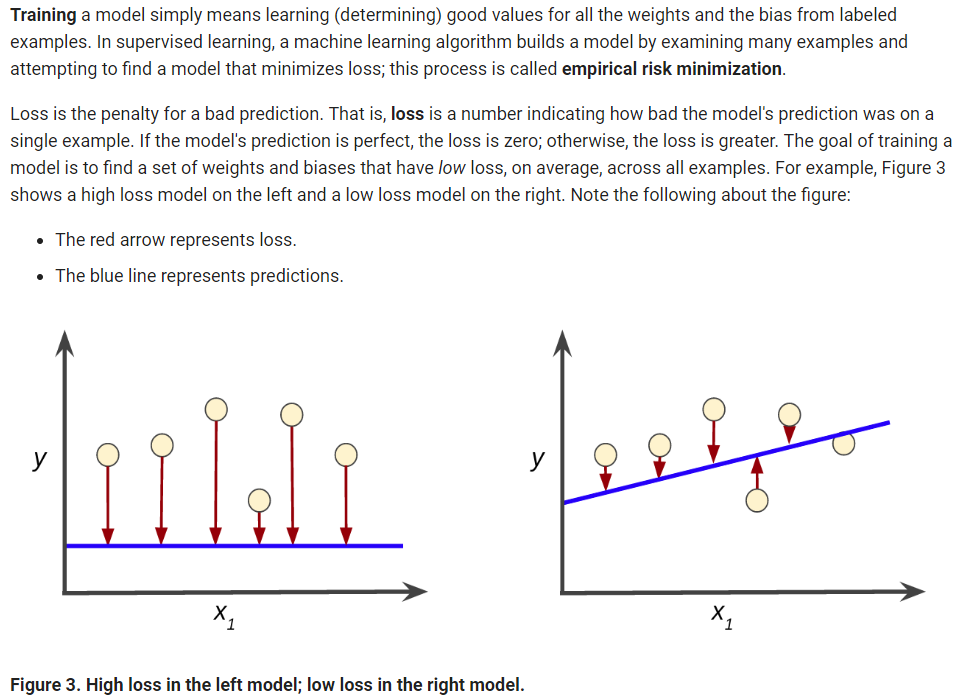 Training a model simply means learning (determining) good values for all the weights and the bias from labeled
examples. In supervised learning, a machine learning algorithm builds a model by examining many examples and
attempting to find a model that minimizes loss; this process is called empirical risk minimization.
Loss is the penalty for a bad prediction. That is, loss is a number indicating how bad the model's prediction was on a
single example. If the model's prediction is perfect, the loss is zero; otherwise, the loss is greater. The goal of training a
model is to find a set of weights and biases that have low loss, on average, across all examples. For example, Figure 3
shows a high loss model on the left and a low loss model on the right. Note the following about the figure:
• The red arrow represents loss.
• The blue line represents predictions.
y
x1
y
x1
Figure 3. High loss in the left model; low loss in the right model.